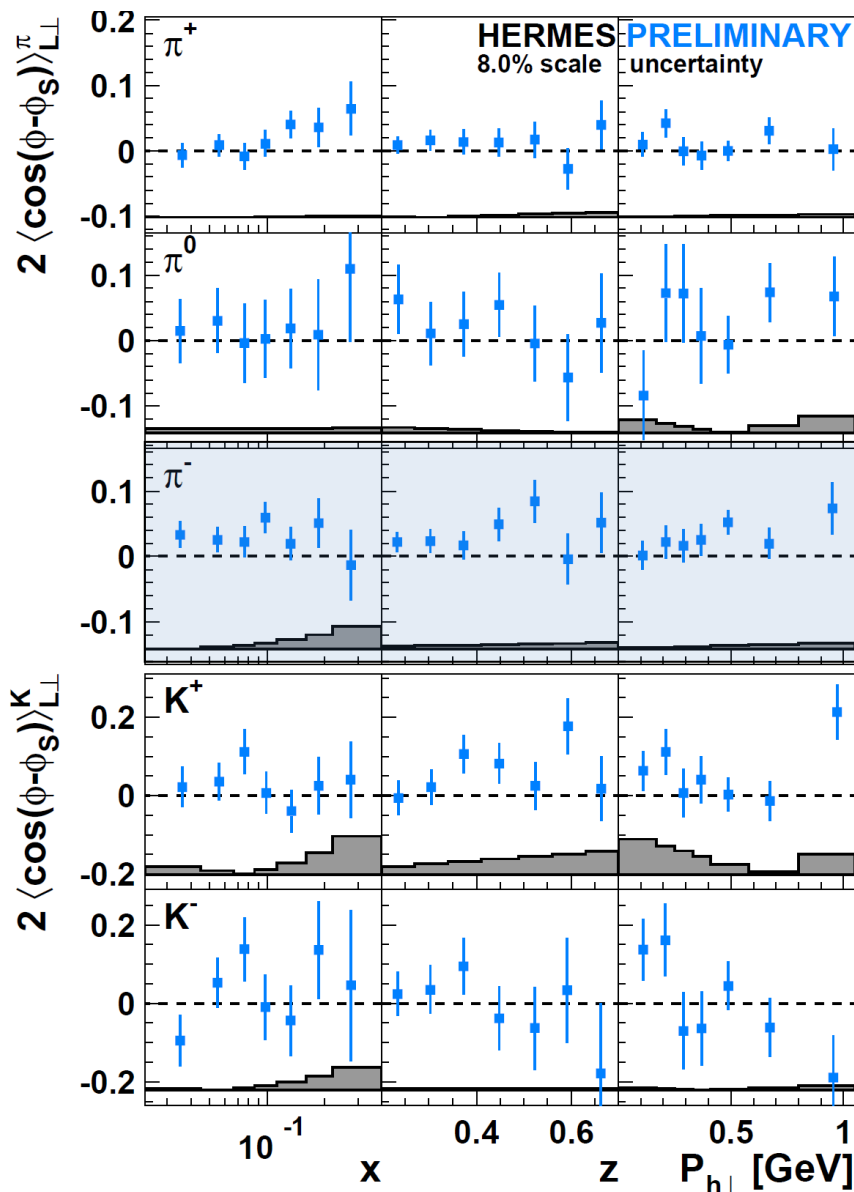 HERMES PRELIMINARY
8.0% scale uncertainty
2 ⟨cos(φ-φS)⟩πL⊥
π+
0.1
0
-0.1
π0
0.1
0
-0.1
π-
0.1
0
-0.1
2 ⟨cos(φ-φS)⟩KL⊥
K+
0.2
0
-0.2
K-
0.2
0
-0.2
10-1
0.4 0.6
0.5 1
x
z
Ph⊥ [GeV]